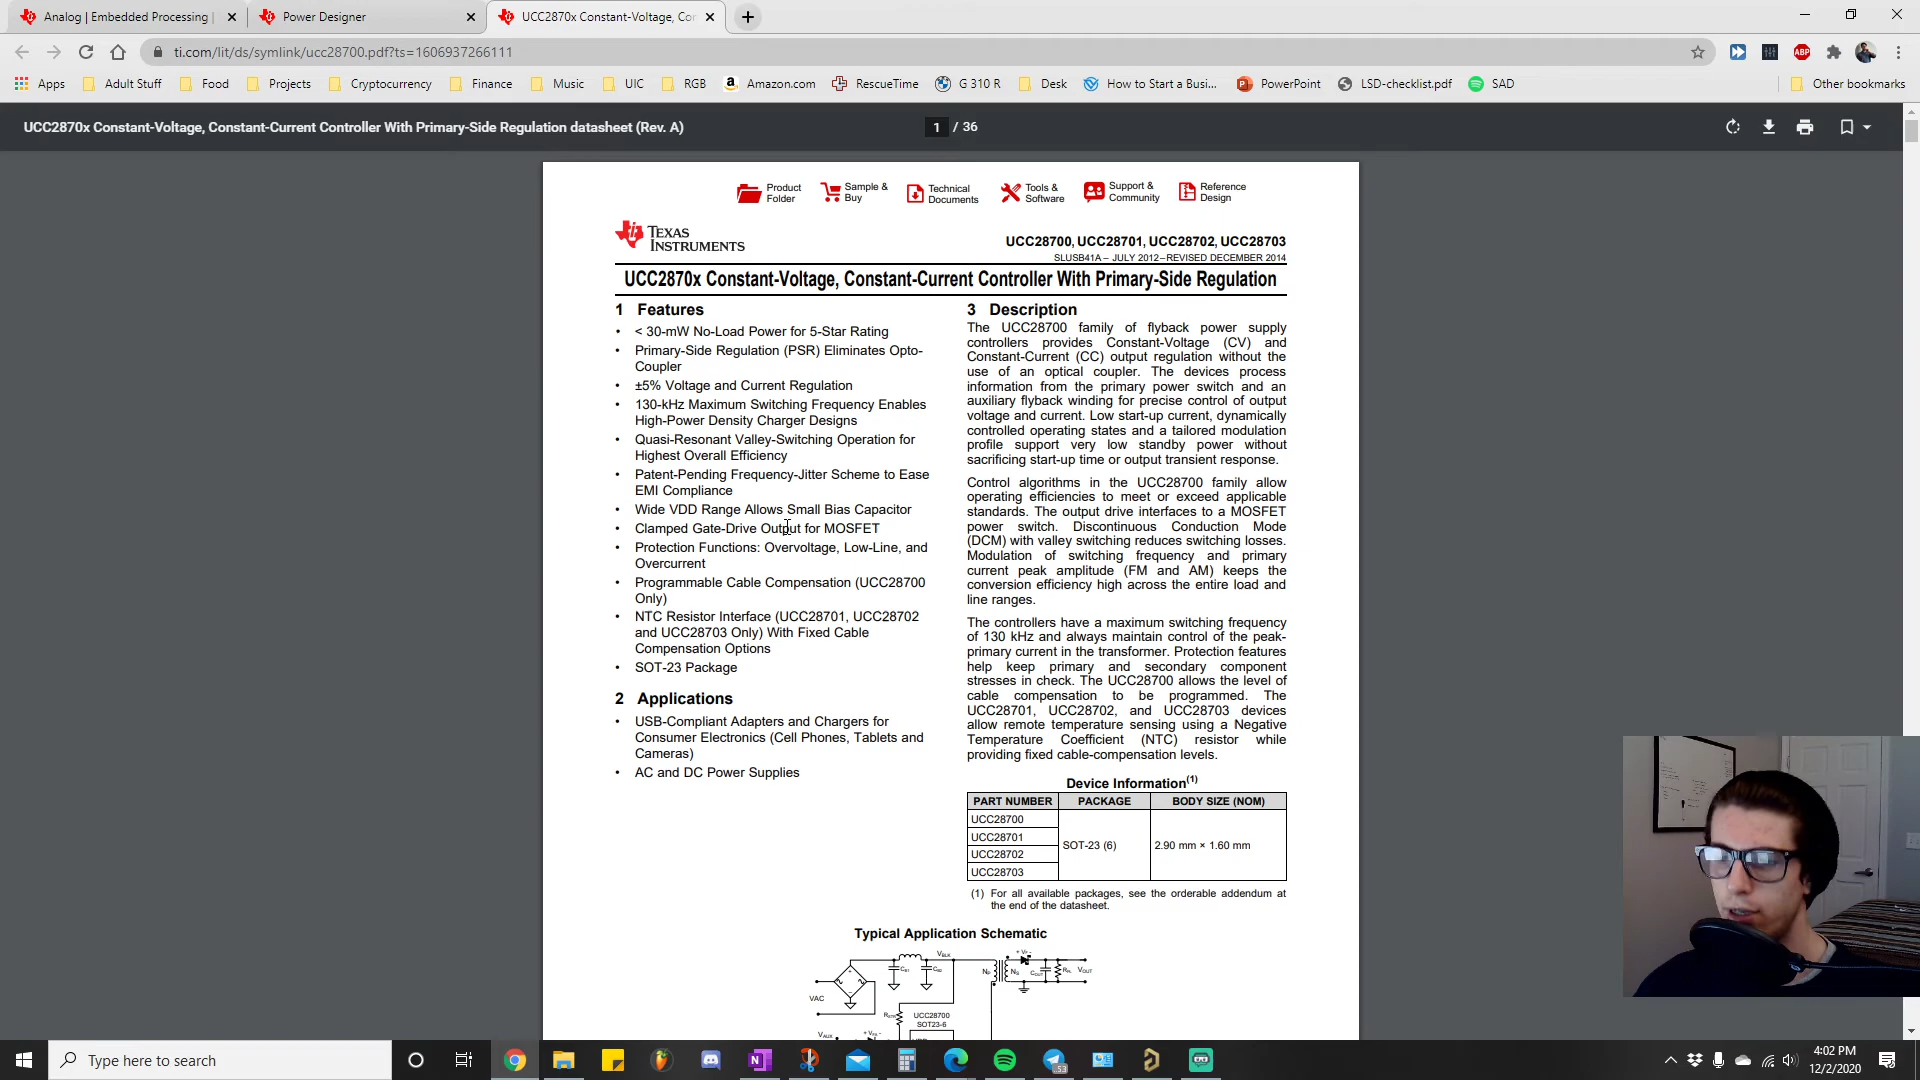 Analog | Embedded Processing |
Power Designer
UCC2870x Constant-Voltage, Co
ti.com/lit/ds/symlink/ucc28700.pdf?ts=1606937266111
ABP
Apps
Adult Stuff
Food
Projects
Cryptocurrency
Finance
Music
UIC
RGB
Amazon.com
RescueTime
G 310 R
Desk
How to Start a Busi...
PowerPoint
LSD-checklist.pdf
SAD
Other bookmarks
UCC2870x Constant-Voltage, Constant-Current Controller With Primary-Side Regulation datasheet (Rev. A)
1 / 36
Product
Folder
Sample &
Buy
Technical
Documents
Tools &
Software
Support &
Community
Reference
Design
TEXAS
INSTRUMENTS
UCC28700, UCC28701, UCC28702, UCC28703
SLUSB41A – JULY 2012–REVISED DECEMBER 2014
UCC2870x Constant-Voltage, Constant-Current Controller With Primary-Side Regulation
1 Features
• < 30-mW No-Load Power for 5-Star Rating
• Primary-Side Regulation (PSR) Eliminates Opto-
Coupler
• ±5% Voltage and Current Regulation
• 130-kHz Maximum Switching Frequency Enables
High-Power Density Charger Designs
• Quasi-Resonant Valley-Switching Operation for
Highest Overall Efficiency
• Patent-Pending Frequency-Jitter Scheme to Ease
EMI Compliance
• Wide VDD Range Allows Small Bias Capacitor
• Clamped Gate-Drive Output for MOSFET
• Protection Functions: Overvoltage, Low-Line, and
Overcurrent
• Programmable Cable Compensation (UCC28700
Only)
• NTC Resistor Interface (UCC28701, UCC28702
and UCC28703 Only) With Fixed Cable
Compensation Options
• SOT-23 Package
2 Applications
• USB-Compliant Adapters and Chargers for
Consumer Electronics (Cell Phones, Tablets and
Cameras)
• AC and DC Power Supplies
3 Description
The UCC28700 family of flyback power supply
controllers provides Constant-Voltage (CV) and
Constant-Current (CC) output regulation without the
use of an optical coupler. The devices process
information from the primary power switch and an
auxiliary flyback winding for precise control of output
voltage and current. Low start-up current, dynamically
controlled operating states and a tailored modulation
profile support very low standby power without
sacrificing start-up time or output transient response.
Control algorithms in the UCC28700 family allow
operating efficiencies to meet or exceed applicable
standards. The output drive interfaces to a MOSFET
power switch. Discontinuous Conduction Mode
(DCM) with valley switching reduces switching losses.
Modulation of switching frequency and primary
current peak amplitude (FM and AM) keeps the
conversion efficiency high across the entire load and
line ranges.
The controllers have a maximum switching frequency
of 130 kHz and always maintain control of the peak-
primary current in the transformer. Protection features
help keep primary and secondary component
stresses in check. The UCC28700 allows the level of
cable compensation to be programmed. The
UCC28701, UCC28702, and UCC28703 devices
allow remote temperature sensing using a Negative
Temperature Coefficient (NTC) resistor while
providing fixed cable-compensation levels.
Device Information(1)
PART NUMBER PACKAGE BODY SIZE (NOM)
UCC28700
UCC28701
UCC28702
UCC28703
SOT-23 (6)
2.90 mm × 1.60 mm
(1) For all available packages, see the orderable addendum at
the end of the datasheet.
Typical Application Schematic
VBLK
VAC
CB1
CB2
NP
NS
+ VF -
COUT
RPL
VOUT
RSTR
UCC28700
SOT23-6
VAUX
Type here to search
53
4:02 PM
12/2/2020